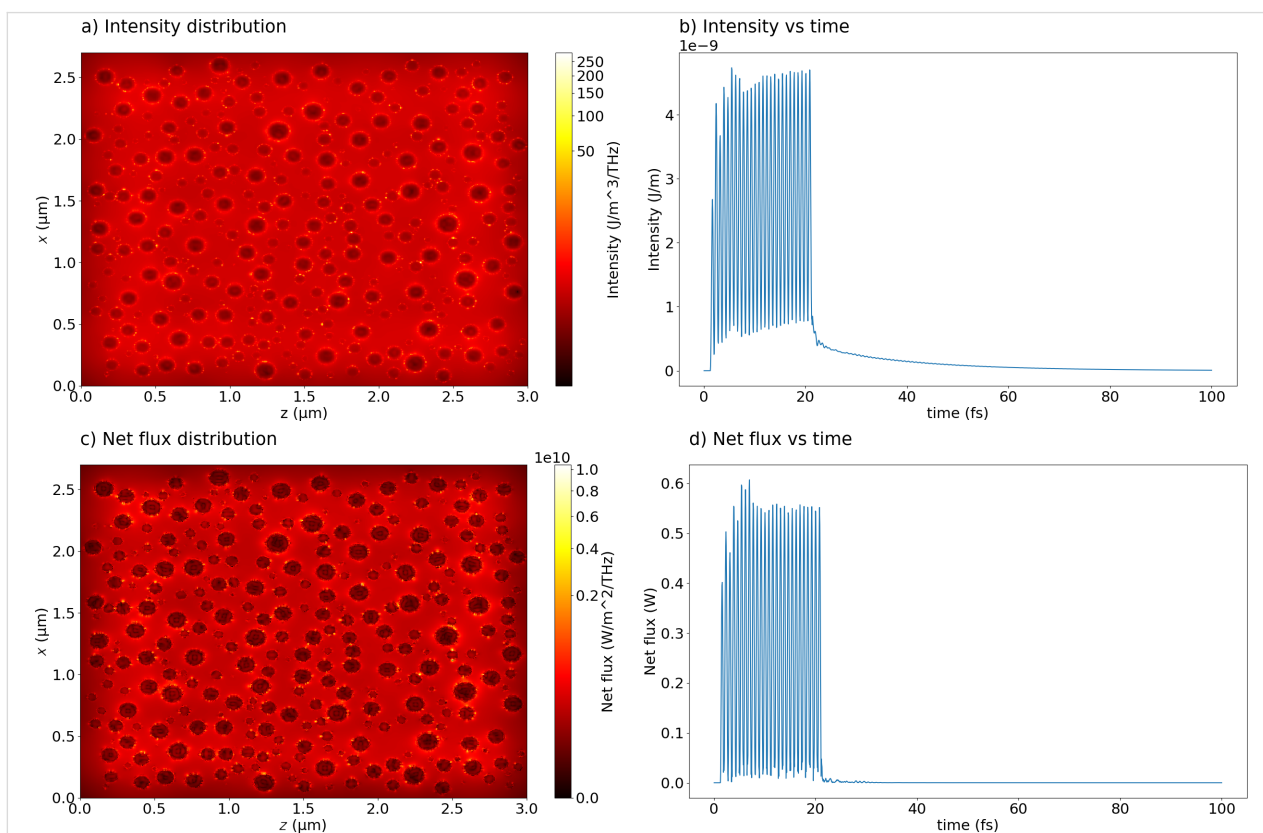 a) Intensity distribution
2.5
2.0
1.5
1.0
0.5
0.0
x (μm)
0.0 0.5 1.0 1.5 2.0 2.5 3.0
z (μm)
250
200
150
100
50
Intensity (J/m^3/THz)
b) Intensity vs time
1e−9
4
3
2
1
0
Intensity (J/m)
0 20 40 60 80 100
time (fs)
c) Net flux distribution
2.5
2.0
1.5
1.0
0.5
0.0
x (μm)
0.0 0.5 1.0 1.5 2.0 2.5 3.0
z (μm)
1e10
1.0
0.8
0.6
0.4
0.2
0.0
Net flux (W/m^2/THz)
d) Net flux vs time
0.6
0.5
0.4
0.3
0.2
0.1
0.0
Net flux (W)
0 20 40 60 80 100
time (fs)